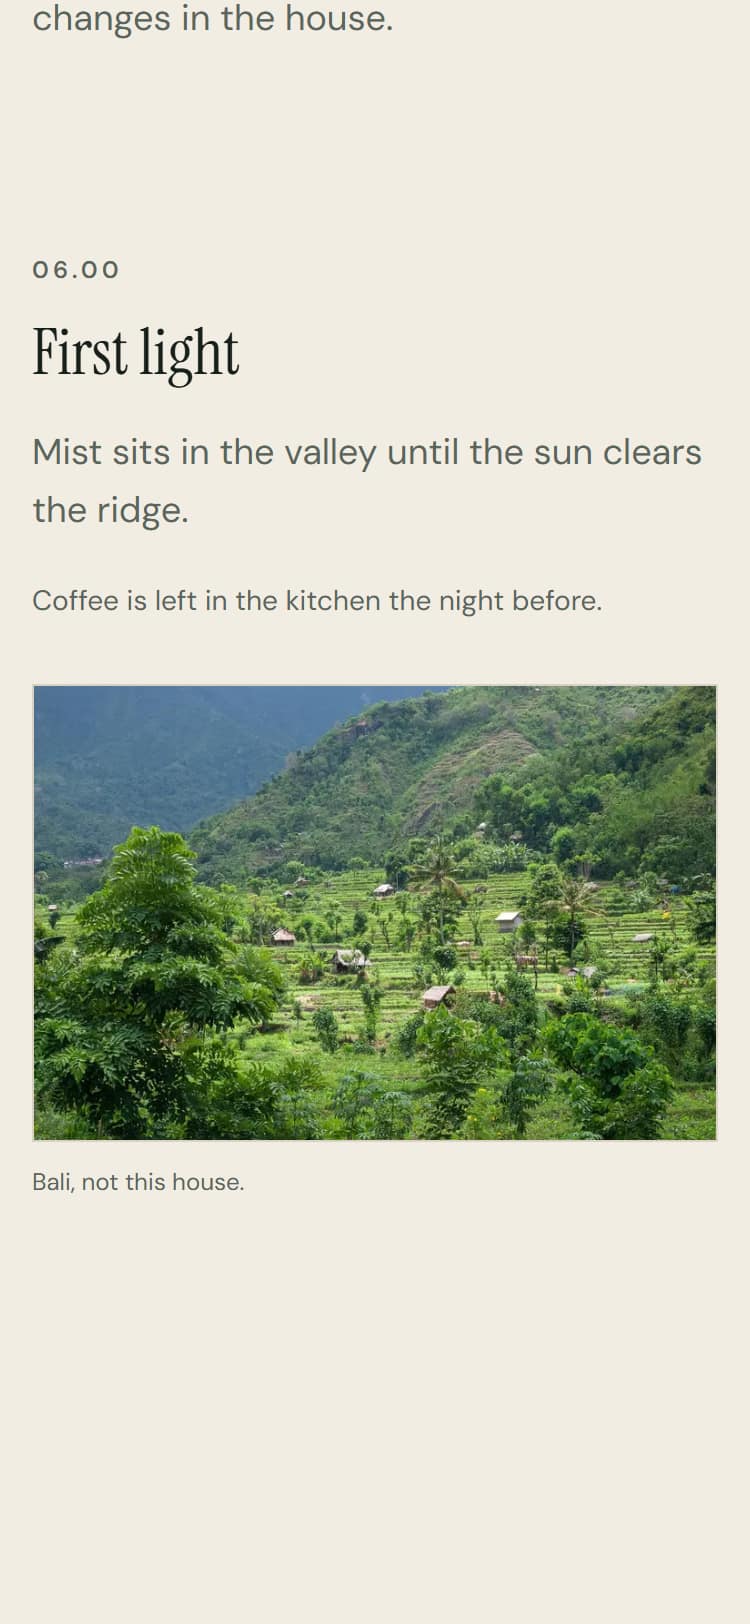 changes in the house.
06.00
First light
Mist sits in the valley until the sun clears
the ridge.
Coffee is left in the kitchen the night before.
Bali, not this house.